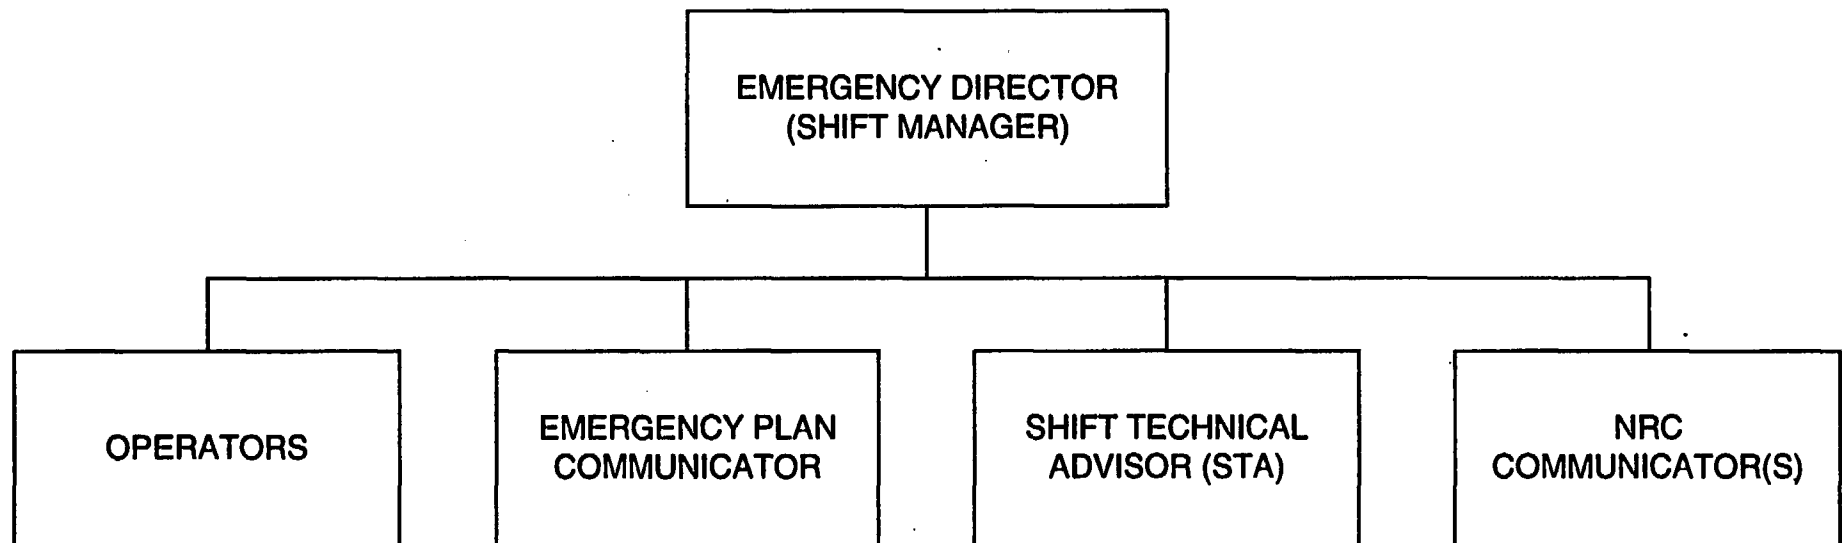 EMERGENCY DIRECTOR
(SHIFT MANAGER)
OPERATORS
EMERGENCY PLAN
COMMUNICATOR
SHIFT TECHNICAL
ADVISOR (STA)
NRC
COMMUNICATOR(S)